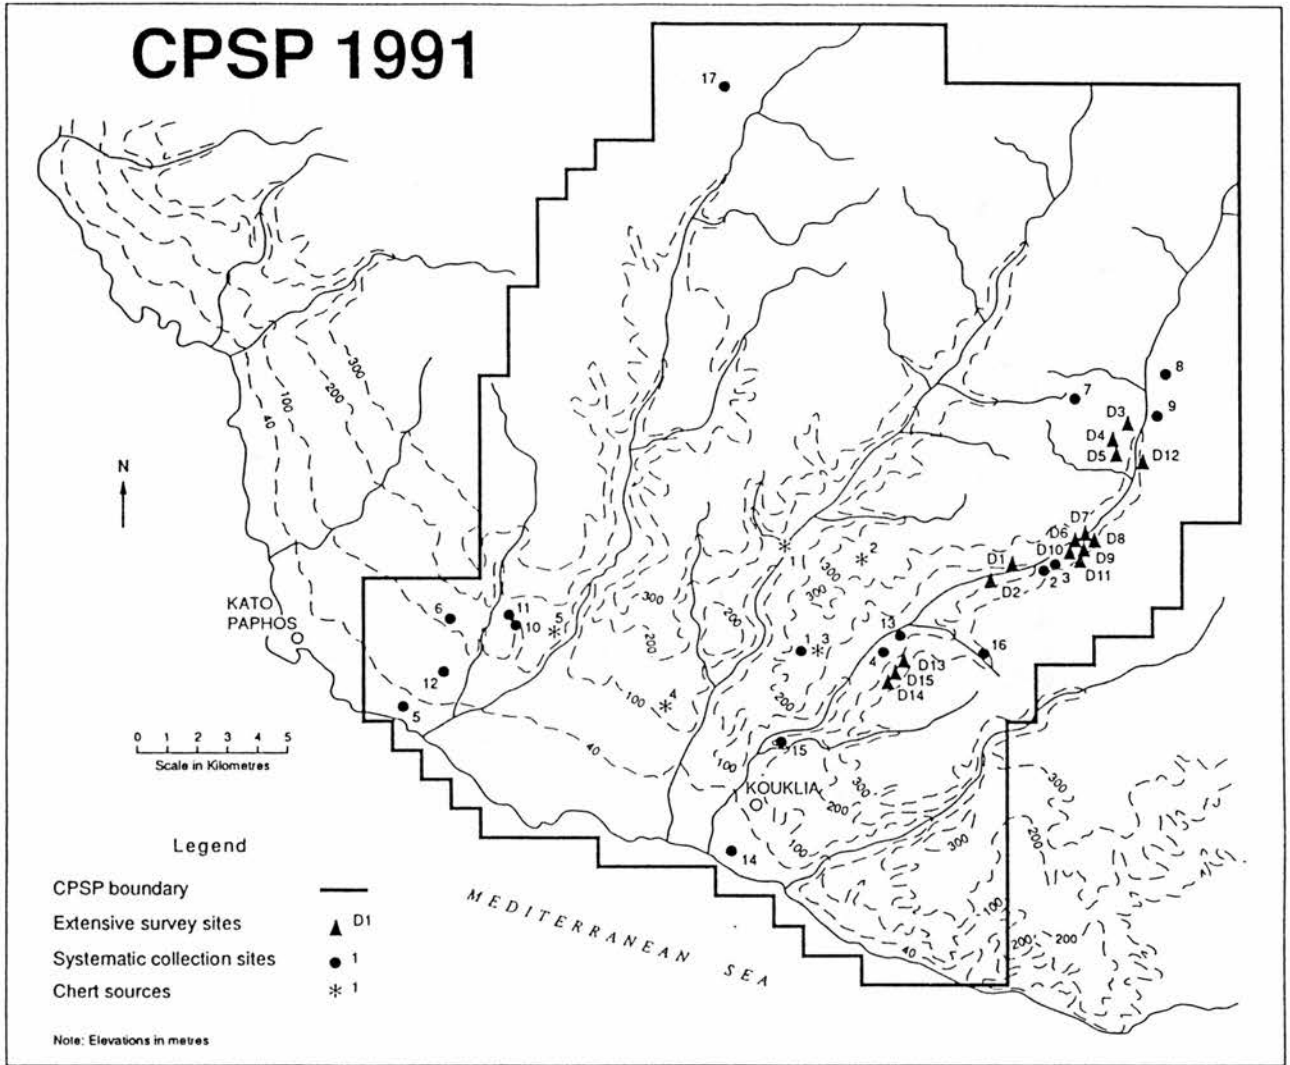 CPSP 1991
17
300
200
100
40
8
7
9
D3
D4
D5
D12
N
D7
D6
D8
D10
D9
D1
D11
2
3
D2
1
2
300
300
300
200
200
KATO
PAPHOS
6
11
10
5
13
1
3
4
16
D13
D15
D14
12
4
100
200
5
40
15
100
0 1 2 3 4 5
Scale in Kilometres
KOUKLIA
300
200
300
200
300
100
14
Legend
CPSP boundary
Extensive survey sites D1
Systematic collection sites 1
Chert sources 1
MEDITERRANEAN SEA
100
40
200
200
Note: Elevations in metres